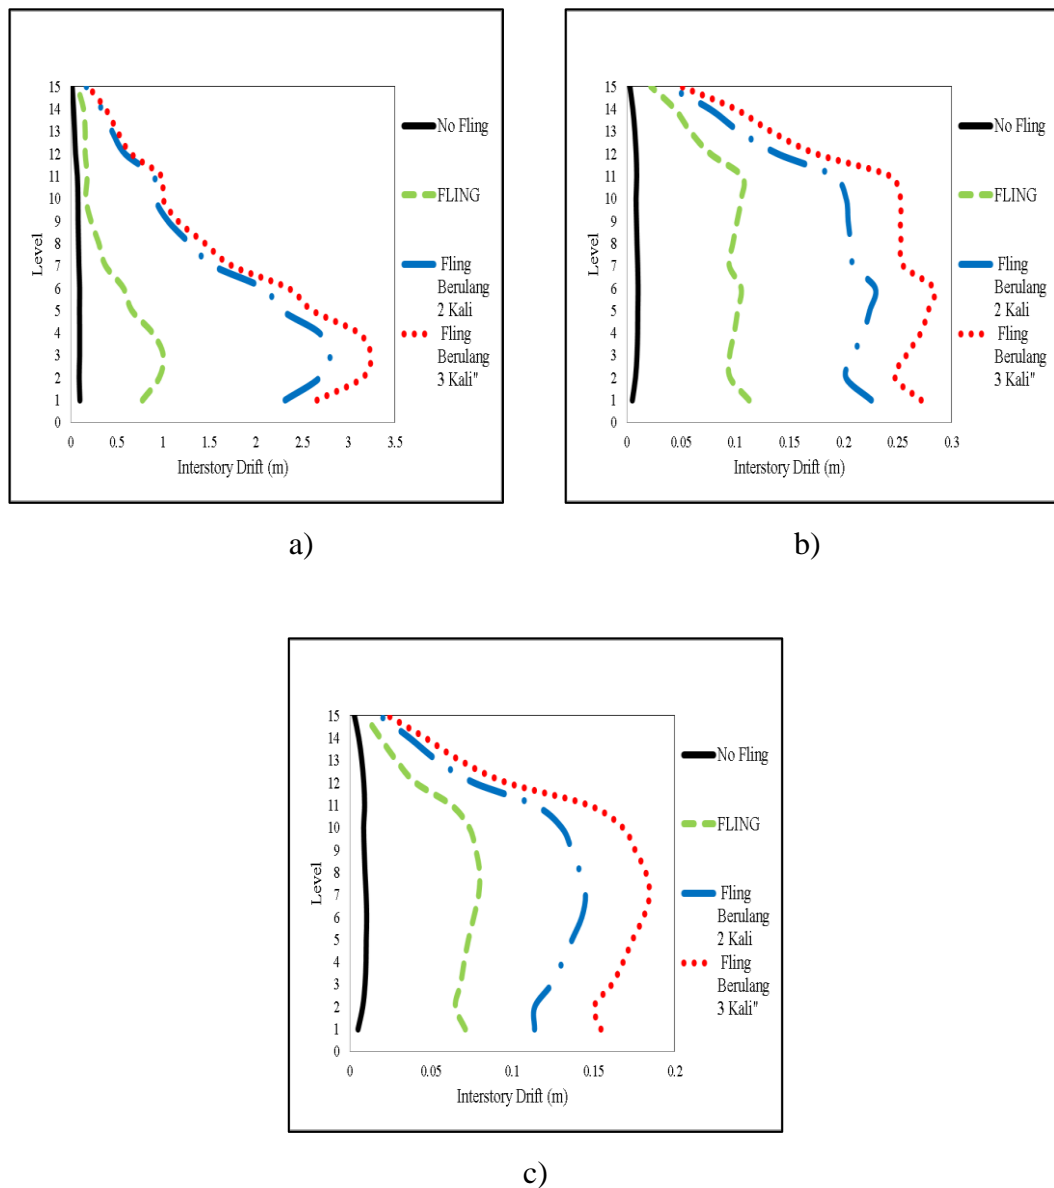 15
14
13
12
11
10
9
8
7
6
5
4
3
2
1
0
Level
0 0.5 1 1.5 2 2.5 3 3.5
Interstory Drift (m)
No Fling
FLING
Fling
Berulang
2 Kali
Fling
Berulang
3 Kali"
a)
15
14
13
12
11
10
9
8
7
6
5
4
3
2
1
0
Level
0 0.05 0.1 0.15 0.2 0.25 0.3
Interstory Drift (m)
No Fling
FLING
Fling
Berulang
2 Kali
Fling
Berulang
3 Kali"
b)
15
14
13
12
11
10
9
8
7
6
5
4
3
2
1
0
Level
0 0.05 0.1 0.15 0.2
Interstory Drift (m)
No Fling
FLING
Fling
Berulang
2 Kali
Fling
Berulang
3 Kali"
c)